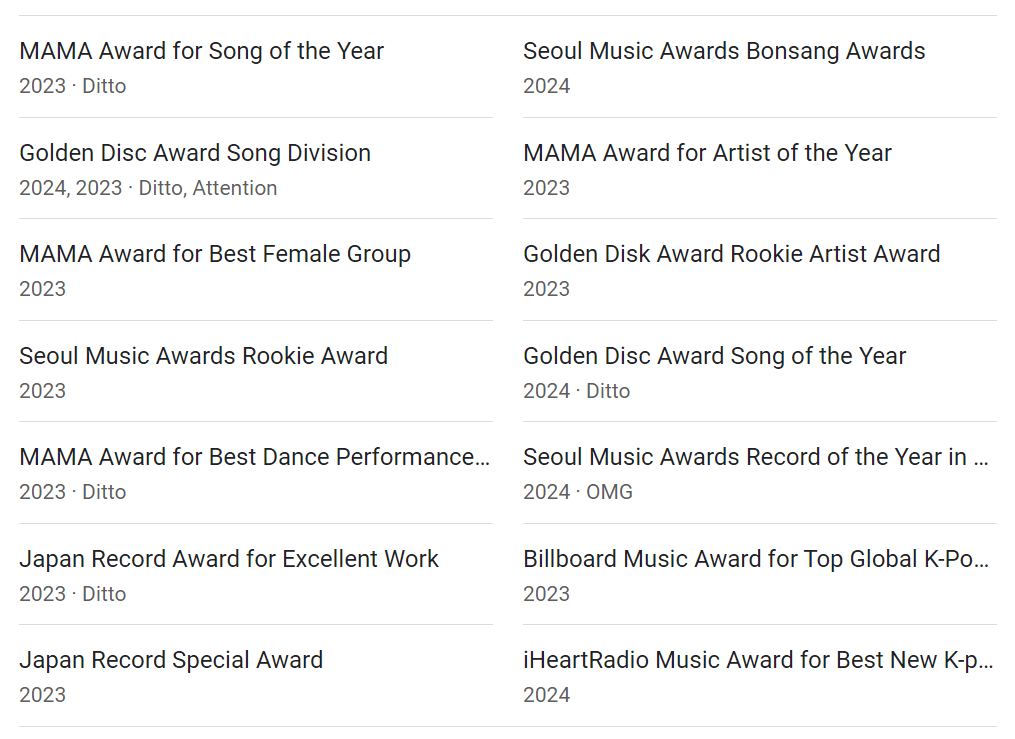 MAMA Award for Song of the Year
2023 · Ditto
Seoul Music Awards Bonsang Awards
2024
Golden Disc Award Song Division
2024, 2023 · Ditto, Attention
MAMA Award for Artist of the Year
2023
MAMA Award for Best Female Group
2023
Golden Disk Award Rookie Artist Award
2023
Seoul Music Awards Rookie Award
2023
Golden Disc Award Song of the Year
2024 · Ditto
MAMA Award for Best Dance Performance...
2023 · Ditto
Seoul Music Awards Record of the Year in ...
2024 · OMG
Japan Record Award for Excellent Work
2023 · Ditto
Billboard Music Award for Top Global K-Po...
2023
Japan Record Special Award
2023
iHeartRadio Music Award for Best New K-p...
2024